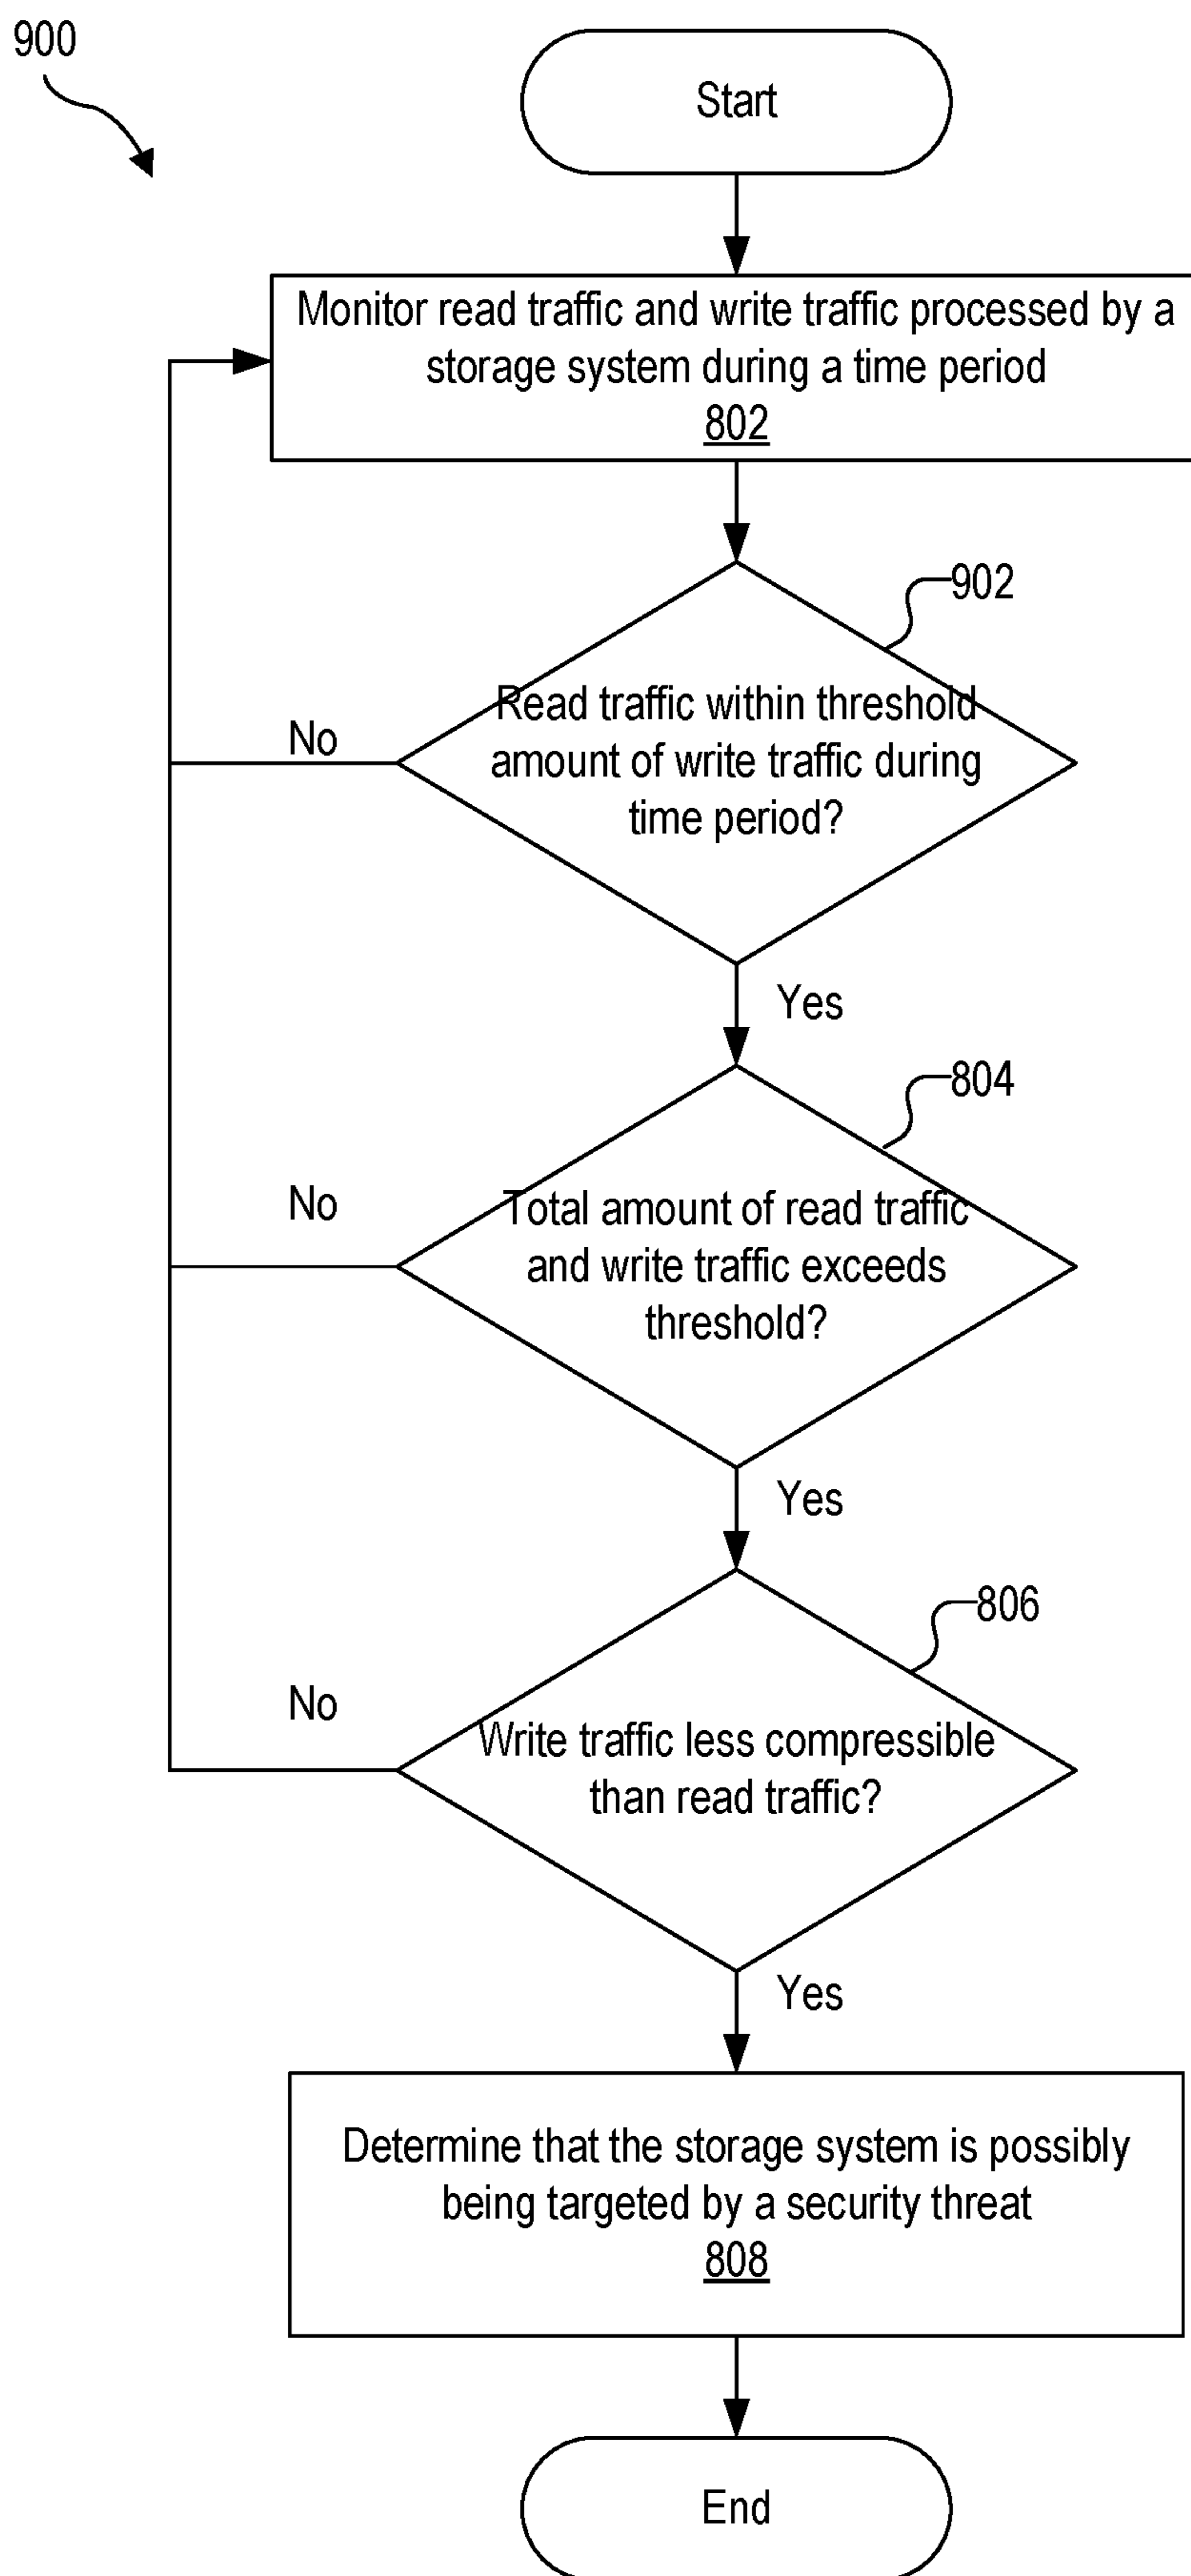 900
Start
Monitor read traffic and write traffic processed by a
storage system during a time period
802
902
Read traffic within threshold
amount of write traffic during
time period?
No
Yes
804
Total amount of read traffic
and write traffic exceeds
threshold?
No
Yes
806
Write traffic less compressible
than read traffic?
No
Yes
Determine that the storage system is possibly
being targeted by a security threat
808
End